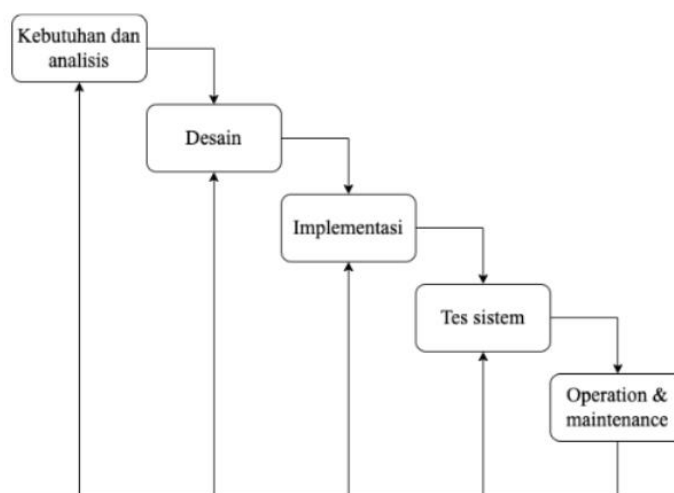 Kebutuhan dan
analisis
Desain
Implementasi
Tes sistem
Operation &
maintenance